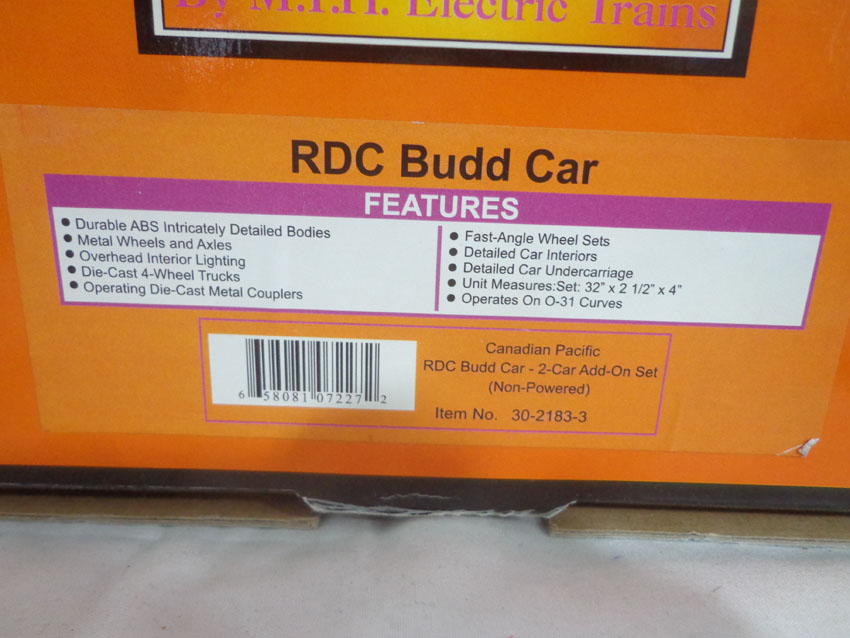 By M.T.H. Electric Trains
RDC Budd Car
FEATURES
• Durable ABS Intricately Detailed Bodies
• Metal Wheels and Axles
• Overhead Interior Lighting
• Die-Cast 4-Wheel Trucks
• Operating Die-Cast Metal Couplers
• Fast-Angle Wheel Sets
• Detailed Car Interiors
• Detailed Car Undercarriage
• Unit Measures:Set: 32" x 2 1/2" x 4"
• Operates On O-31 Curves
6 58081 07227 2
Canadian Pacific
RDC Budd Car - 2-Car Add-On Set
(Non-Powered)
Item No. 30-2183-3